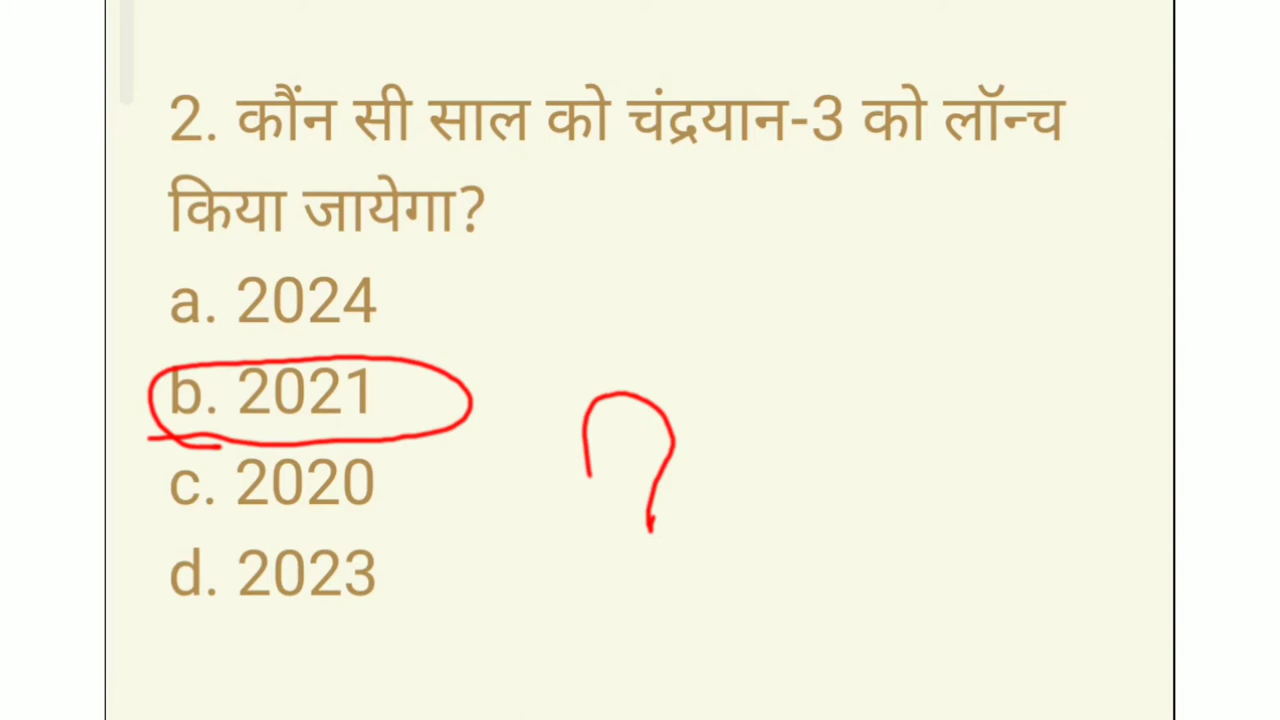 2. कौंन सी साल को चंद्रयान-3 को लॉन्च
किया जायेगा?
a. 2024
b. 2021
c. 2020
d. 2023
?